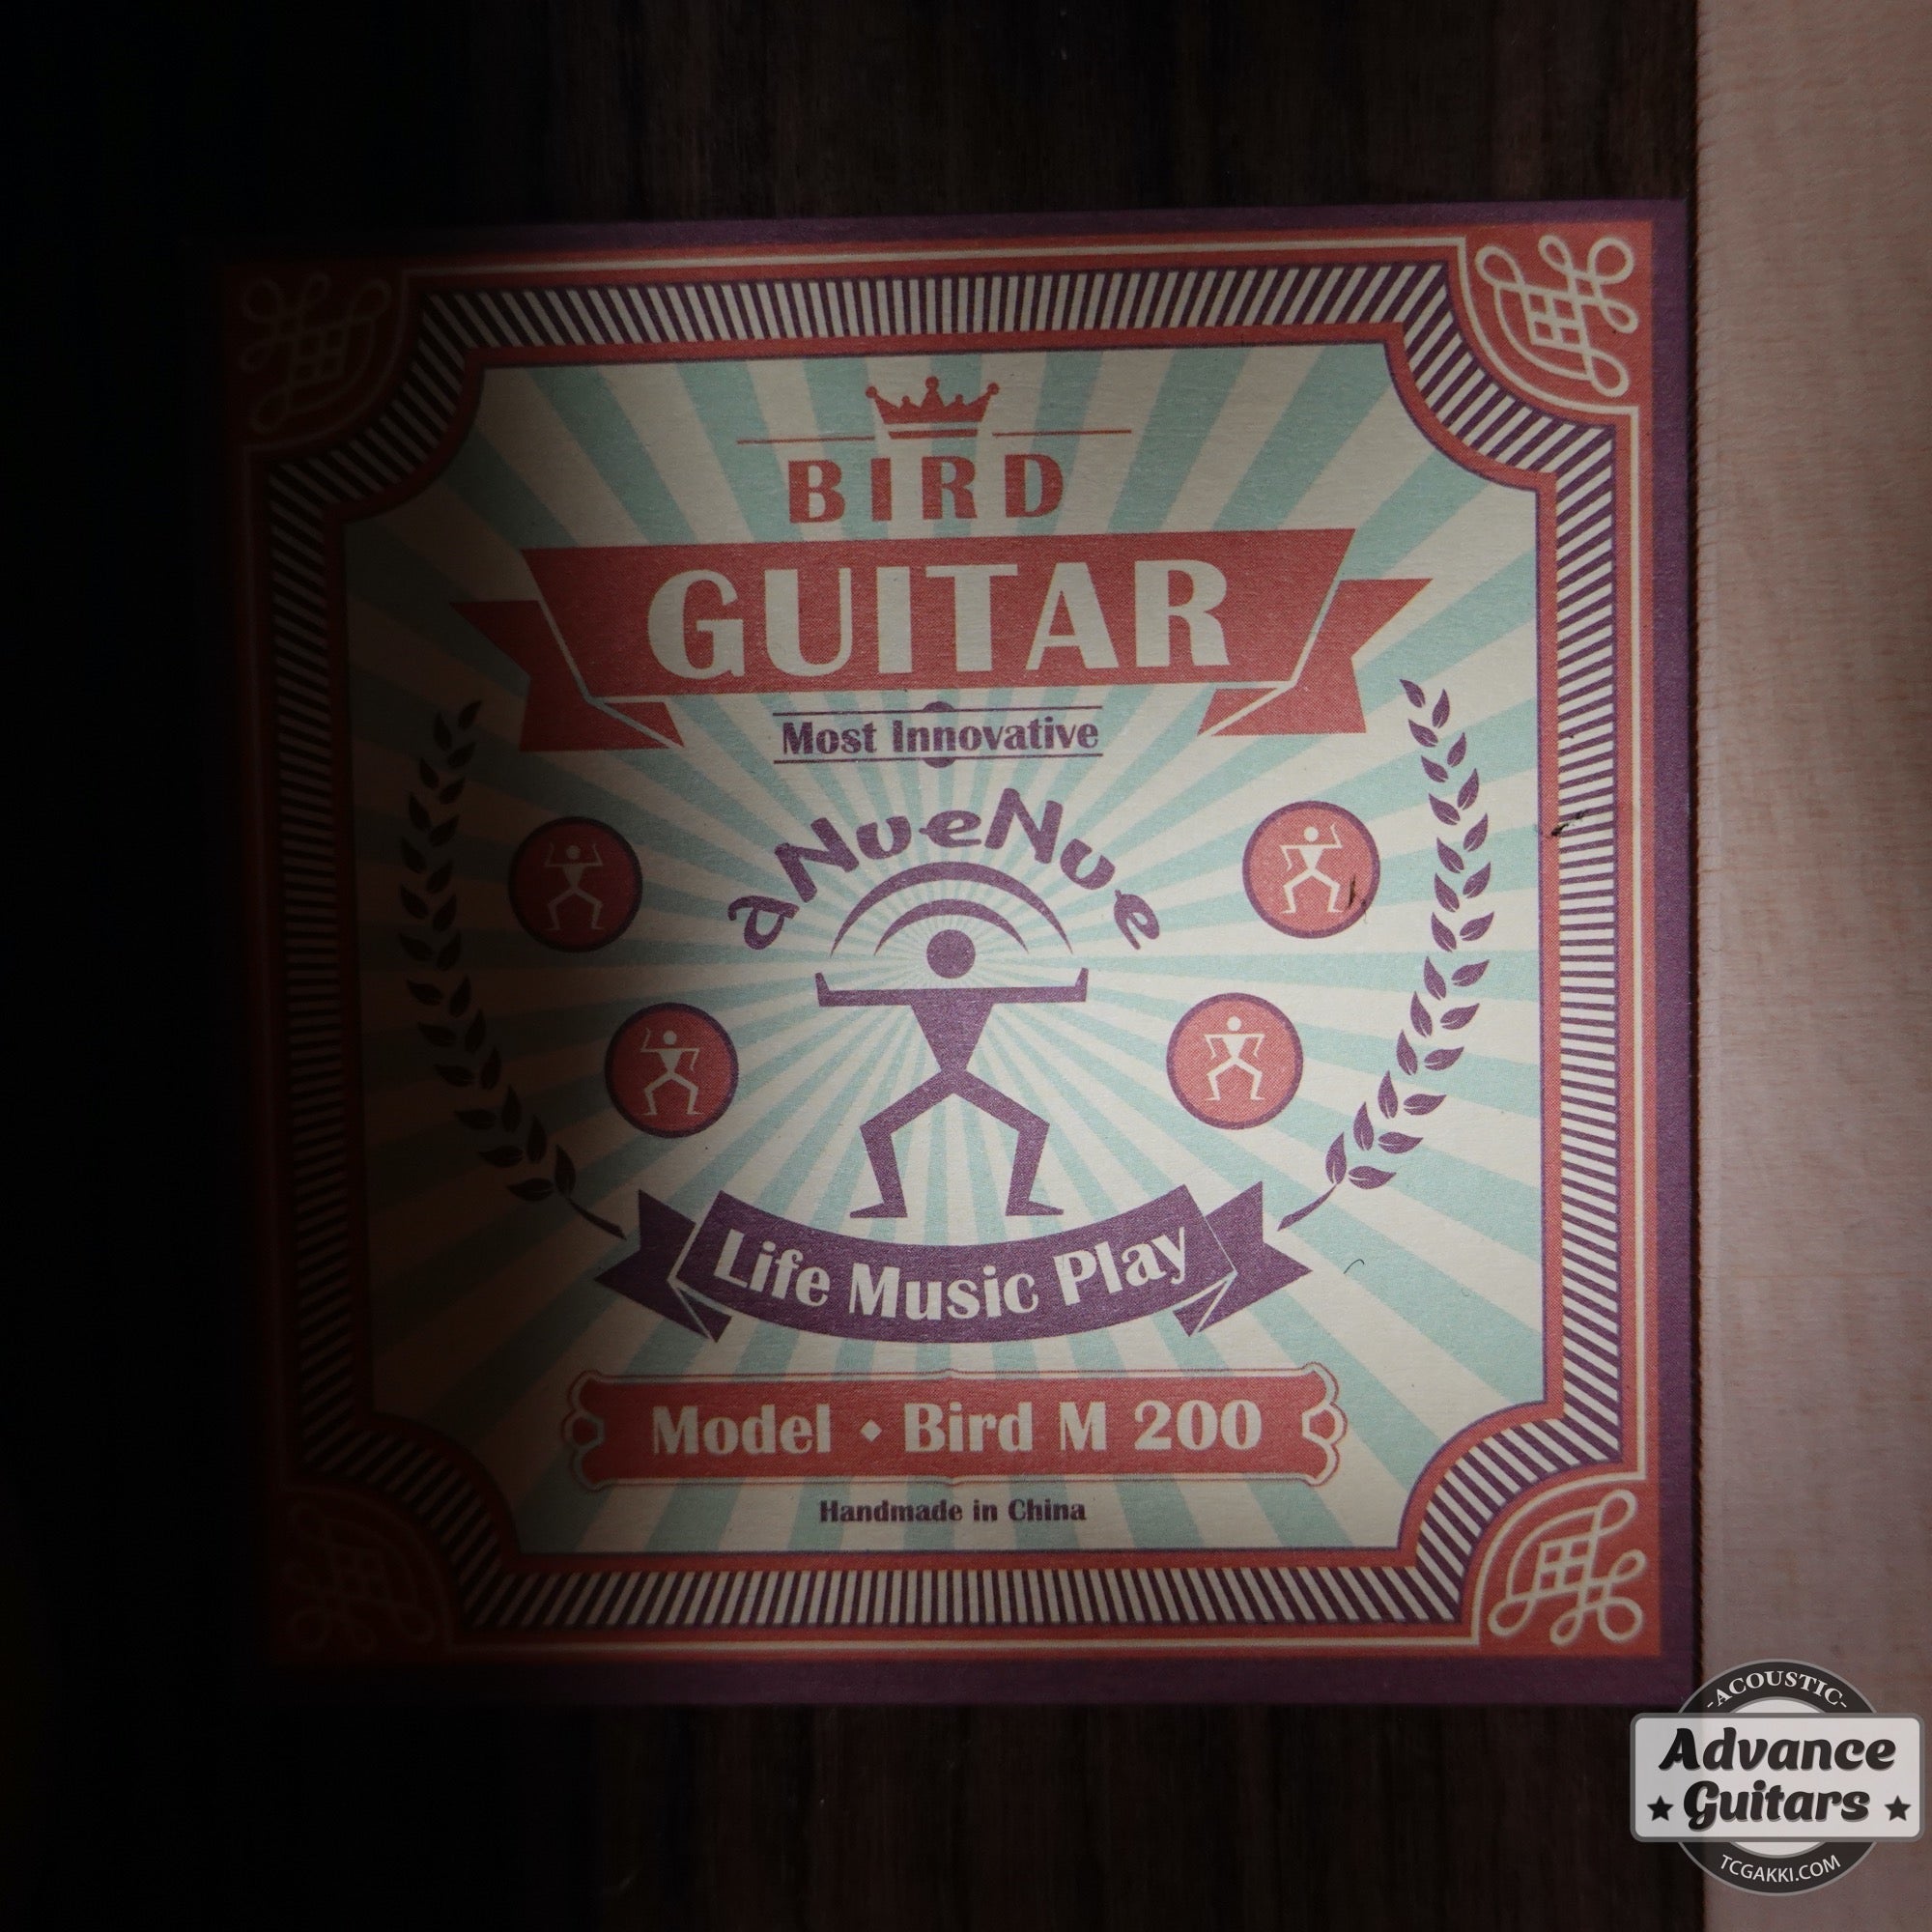 BIRD
GUITAR
Most Innovative
aNueNue
Life Music Play
Model ◆ Bird M 200
Handmade in China
-ACOUSTIC-
Advance
★ Guitars ★
TCGAKKI.COM